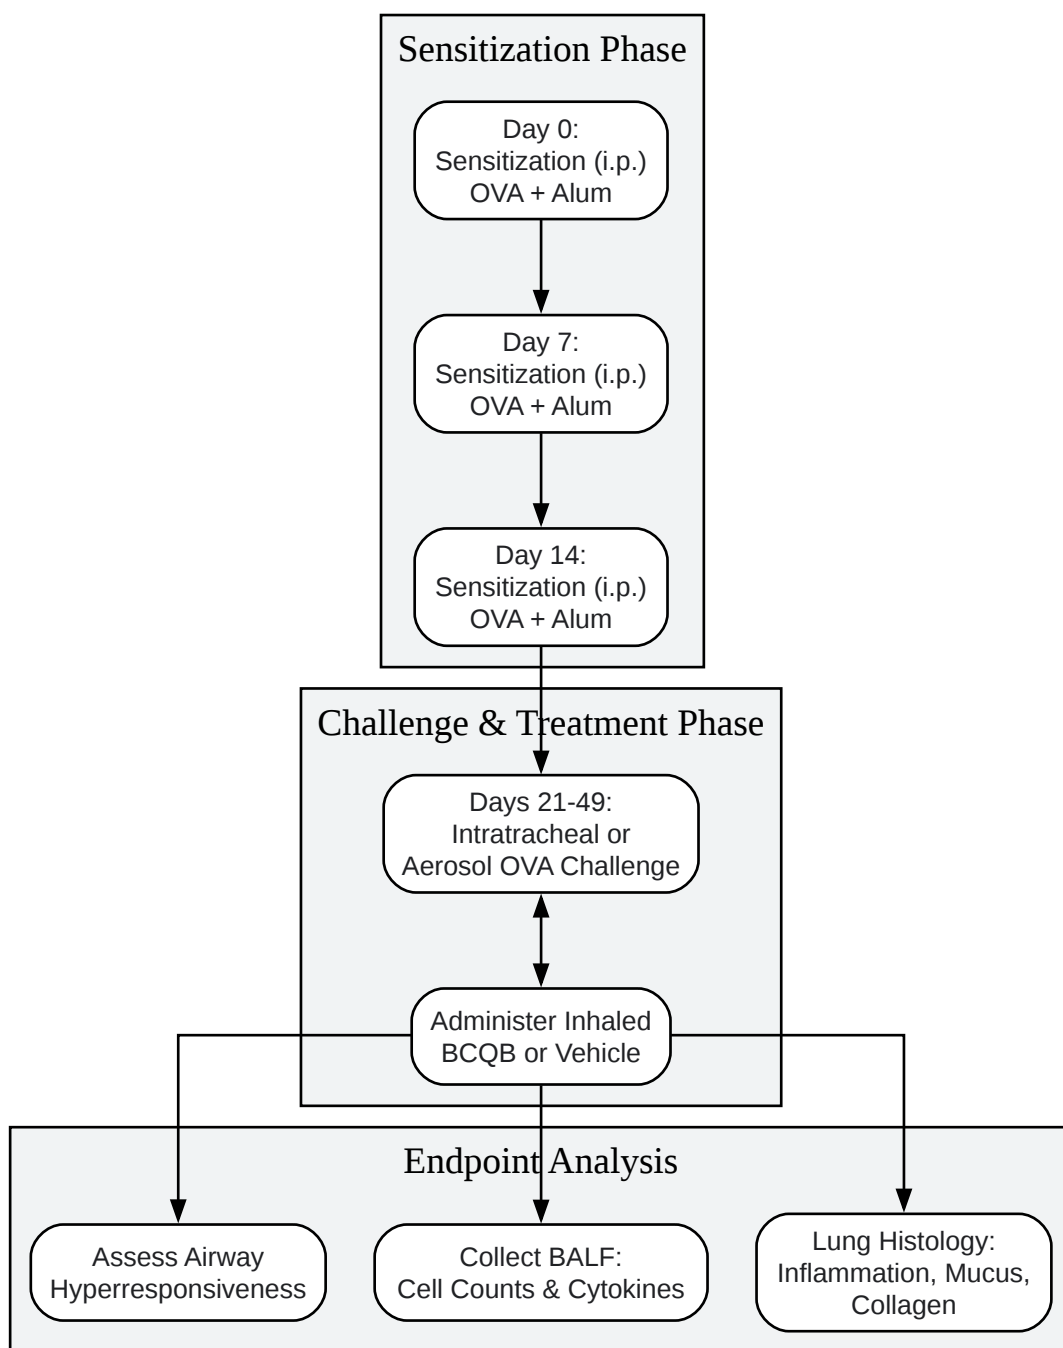 Sensitization Phase
Day 0:
Sensitization (i.p.)
OVA + Alum
Day 7:
Sensitization (i.p.)
OVA + Alum
Day 14:
Sensitization (i.p.)
OVA + Alum
Challenge & Treatment Phase
Days 21-49:
Intratracheal or
Aerosol OVA Challenge
Administer Inhaled
BCQB or Vehicle
Endpoint Analysis
Assess Airway
Hyperresponsiveness
Collect BALF:
Cell Counts & Cytokines
Lung Histology:
Inflammation, Mucus,
Collagen